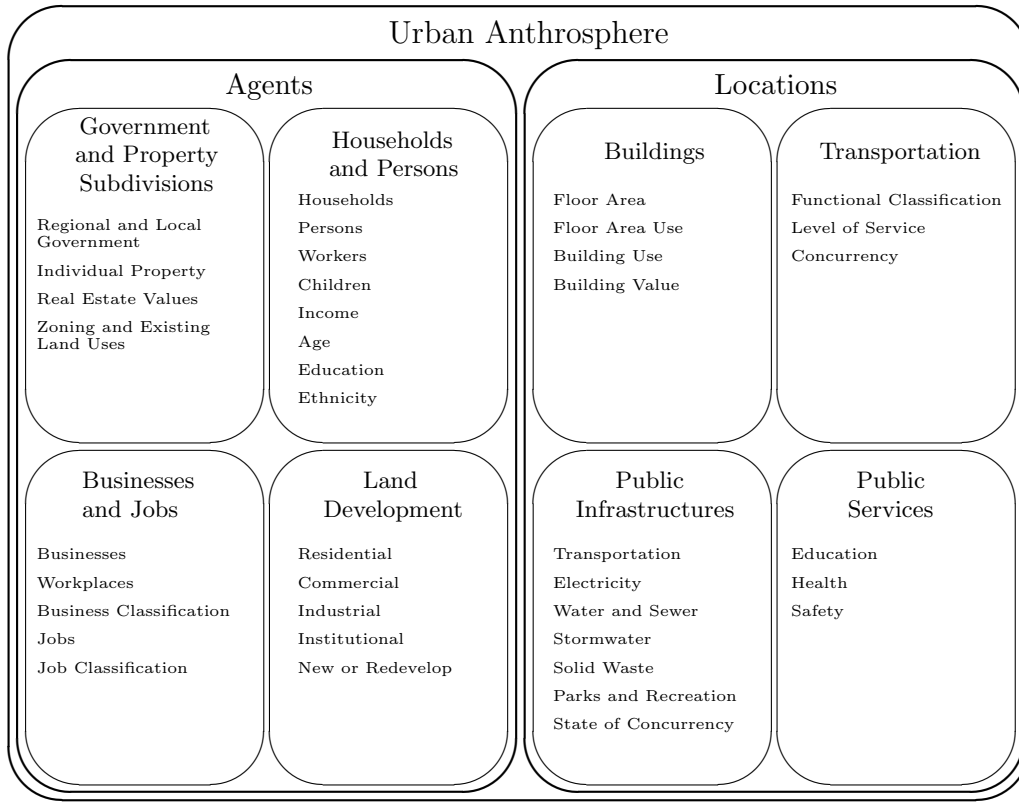 Urban Anthrosphere
Agents
Government
and Property
Subdivisions
Regional and Local
Government
Individual Property
Real Estate Values
Zoning and Existing
Land Uses
Households
and Persons
Households
Persons
Workers
Children
Income
Age
Education
Ethnicity
Businesses
and Jobs
Businesses
Workplaces
Business Classification
Jobs
Job Classification
Land
Development
Residential
Commercial
Industrial
Institutional
New or Redevelop
Locations
Buildings
Floor Area
Floor Area Use
Building Use
Building Value
Transportation
Functional Classification
Level of Service
Concurrency
Public
Infrastructures
Transportation
Electricity
Water and Sewer
Stormwater
Solid Waste
Parks and Recreation
State of Concurrency
Public
Services
Education
Health
Safety